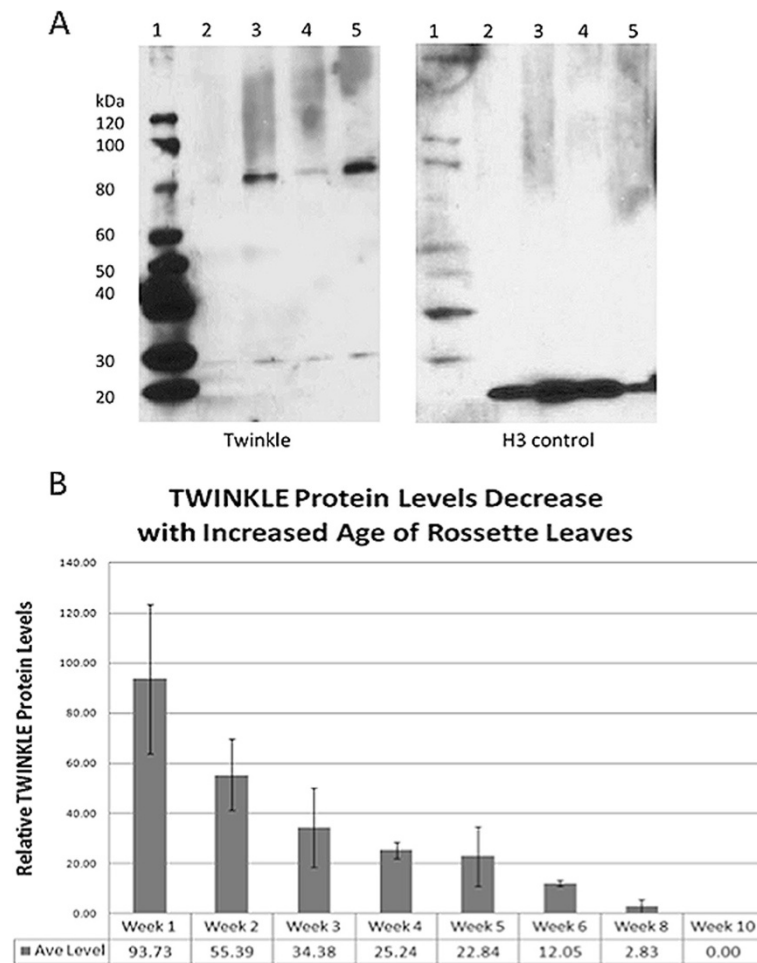 A
1 2 3 4 5
1 2 3 4 5
kDa
120
100
80
60
50
40
30
20
Twinkle
H3 control
B
TWINKLE Protein Levels Decrease
with Increased Age of Rossette Leaves
Relative TWINKLE Protein Levels
140.00
120.00
100.00
80.00
60.00
40.00
20.00
0.00
Week 1 Week 2 Week 3 Week 4 Week 5 Week 6 Week 8 Week 10
Ave Level 93.73 55.39 34.38 25.24 22.84 12.05 2.83 0.00